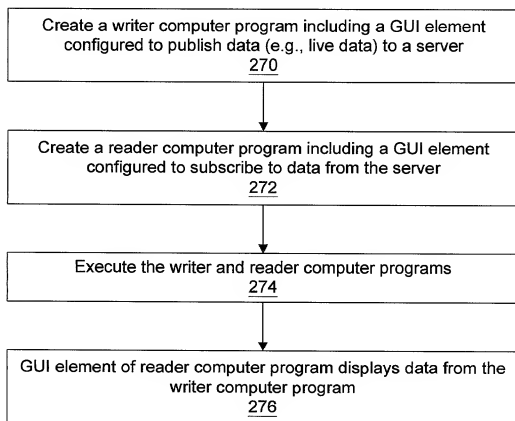 Create a writer computer program including a GUI element
configured to publish data (e.g., live data) to a server
270
Create a reader computer program including a GUI element
configured to subscribe to data from the server
272
Execute the writer and reader computer programs
274
GUI element of reader computer program displays data from the
writer computer program
276